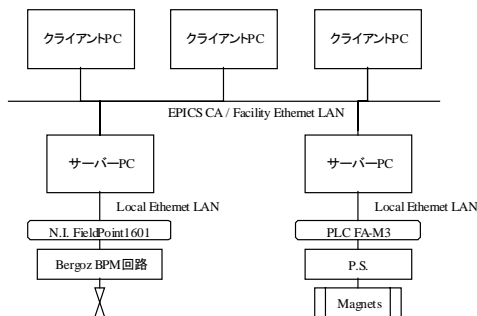 クライアントPC クライアントPC クライアントPC
EPICS CA / Facility Ethernet LAN
サーバーPC サーバーPC
Local Ethernet LAN Local Ethernet LAN
N.I. FieldPoint1601 PLC FA-M3
Bergoz BPM回路 P.S.
Magnets